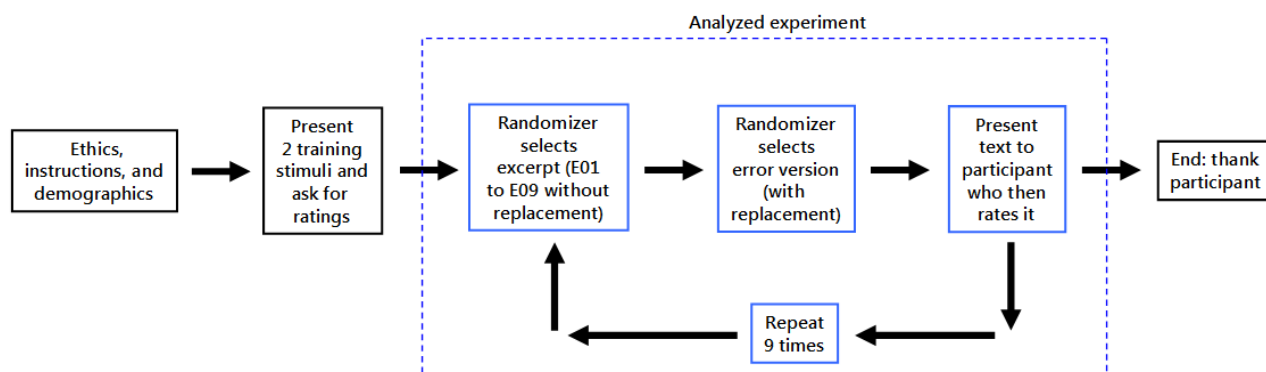 Analyzed experiment
Ethics,
instructions, and
demographics
Present
2 training
stimuli and
ask for
ratings
Randomizer
selects
excerpt (E01
to E09 without
replacement)
Randomizer
selects
error version
(with
replacement)
Present
text to
participant
who then
rates it
End: thank
participant
Repeat
9 times